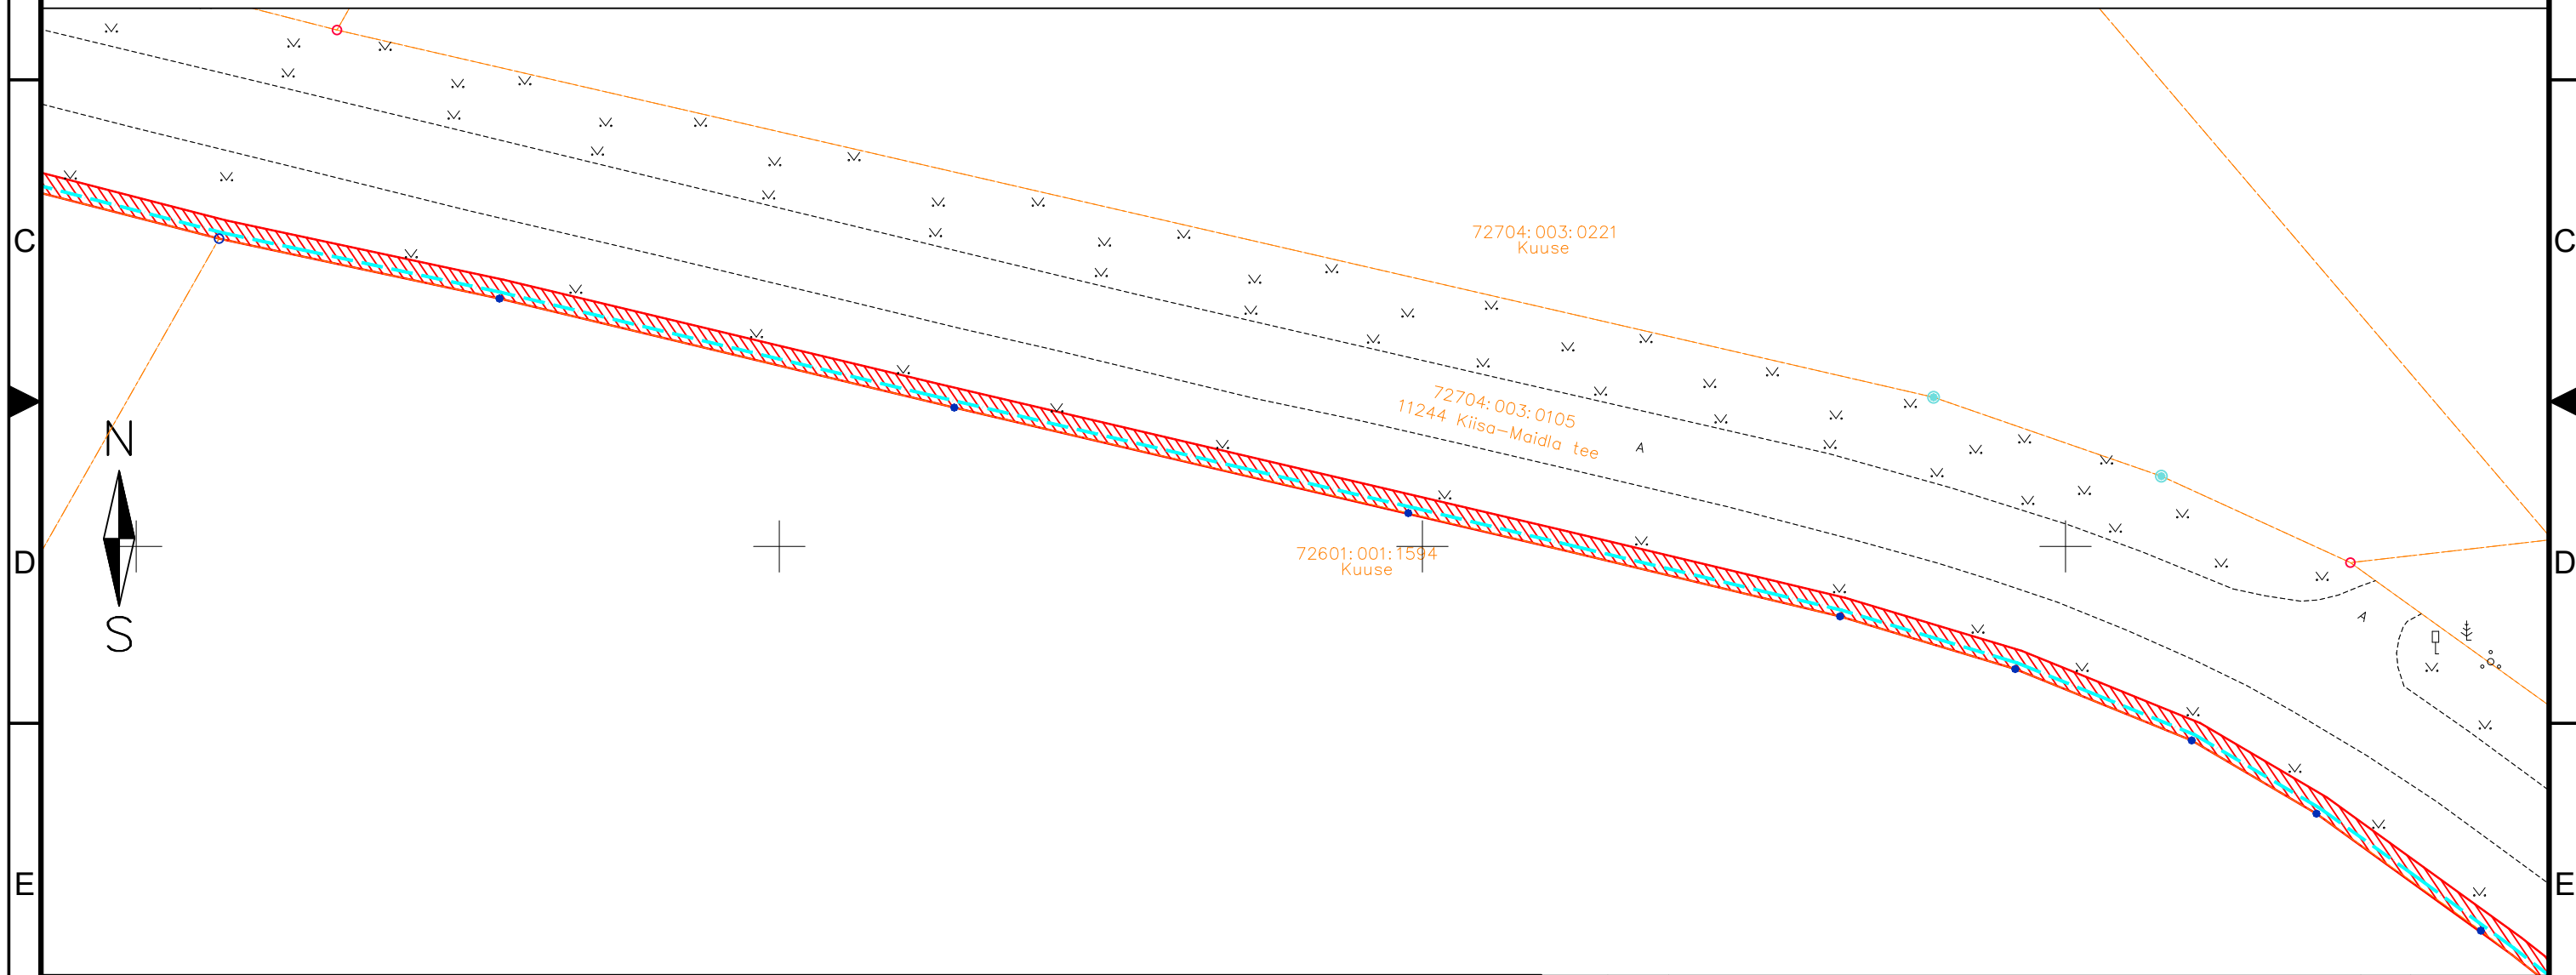 72704:003:0221
Kuuse
C
C
72704:003:0105
11244 Kiisa-Maidla tee
A
N
S
72601:001:1594
Kuuse
D
D
A
E
E